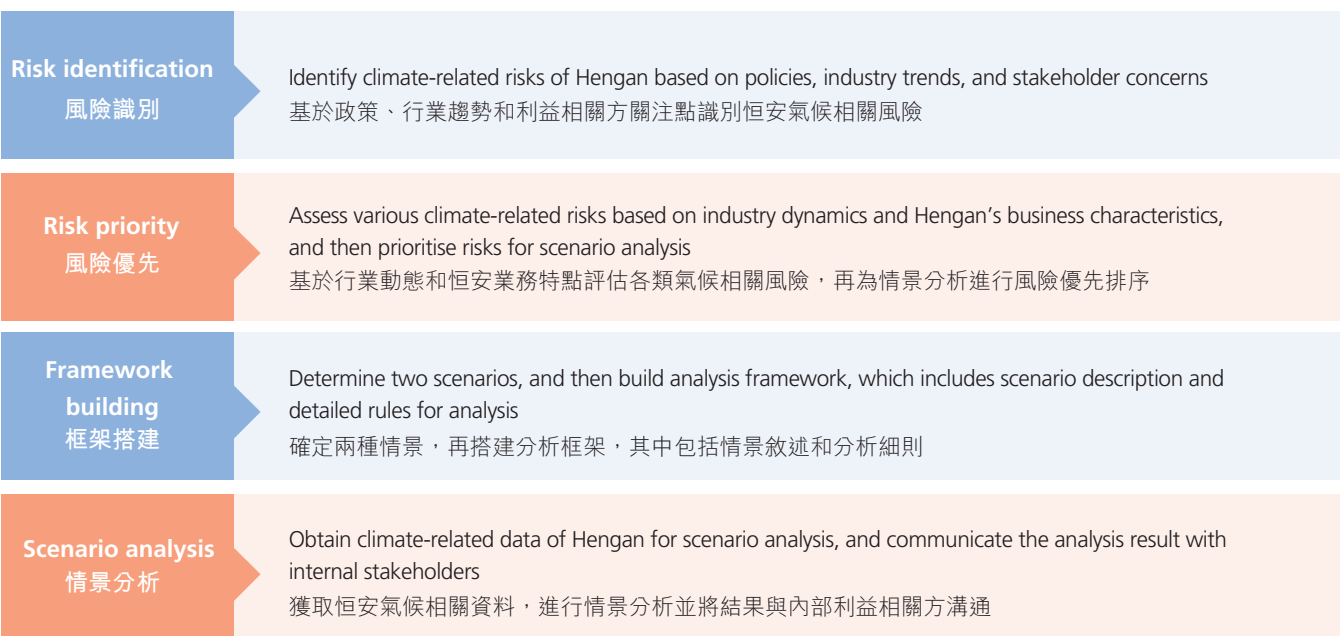 Risk identification
風險識別
Identify climate-related risks of Hengan based on policies, industry trends, and stakeholder concerns
基於政策、行業趨勢和利益相關方關注點識別恒安氣候相關風險
Risk priority
風險優先
Assess various climate-related risks based on industry dynamics and Hengan's business characteristics,
and then prioritise risks for scenario analysis
基於行業動態和恒安業務特點評估各類氣候相關風險，再為情景分析進行風險優先排序
Framework
building
框架搭建
Determine two scenarios, and then build analysis framework, which includes scenario description and
detailed rules for analysis
確定兩種情景，再搭建分析框架，其中包括情景敘述和分析細則
Scenario analysis
情景分析
Obtain climate-related data of Hengan for scenario analysis, and communicate the analysis result with
internal stakeholders
獲取恒安氣候相關資料，進行情景分析並將結果與內部利益相關方溝通